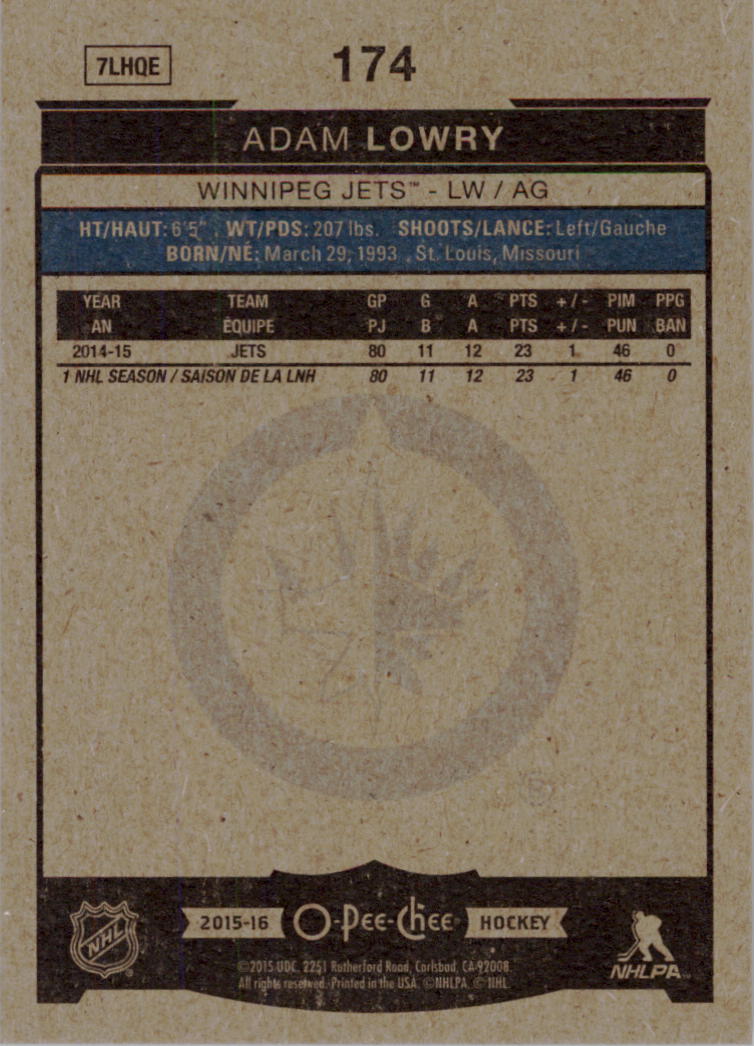 7LHQE
174
ADAM LOWRY
WINNIPEG JETS™ - LW / AG
HT/HAUT: 6'5" WT/PDS: 207 lbs. SHOOTS/LANCE: Left/Gauche
BORN/NÉ: March 29, 1993 St. Louis, Missouri
YEAR TEAM GP G A PTS +/- PIM PPG
AN ÉQUIPE PJ B A PTS +/- PUN BAN
2014-15 JETS 80 11 12 23 1 46 0
1 NHL SEASON / SAISON DE LA LNH 80 11 12 23 1 46 0
NHL ®
2015-16 O-Pee-Chee HOCKEY
NHLPA™
©2015 UDC. 2251 Rutherford Road, Carlsbad, CA 92008.
All rights reserved. Printed in the USA. ©NHLPA. © NHL